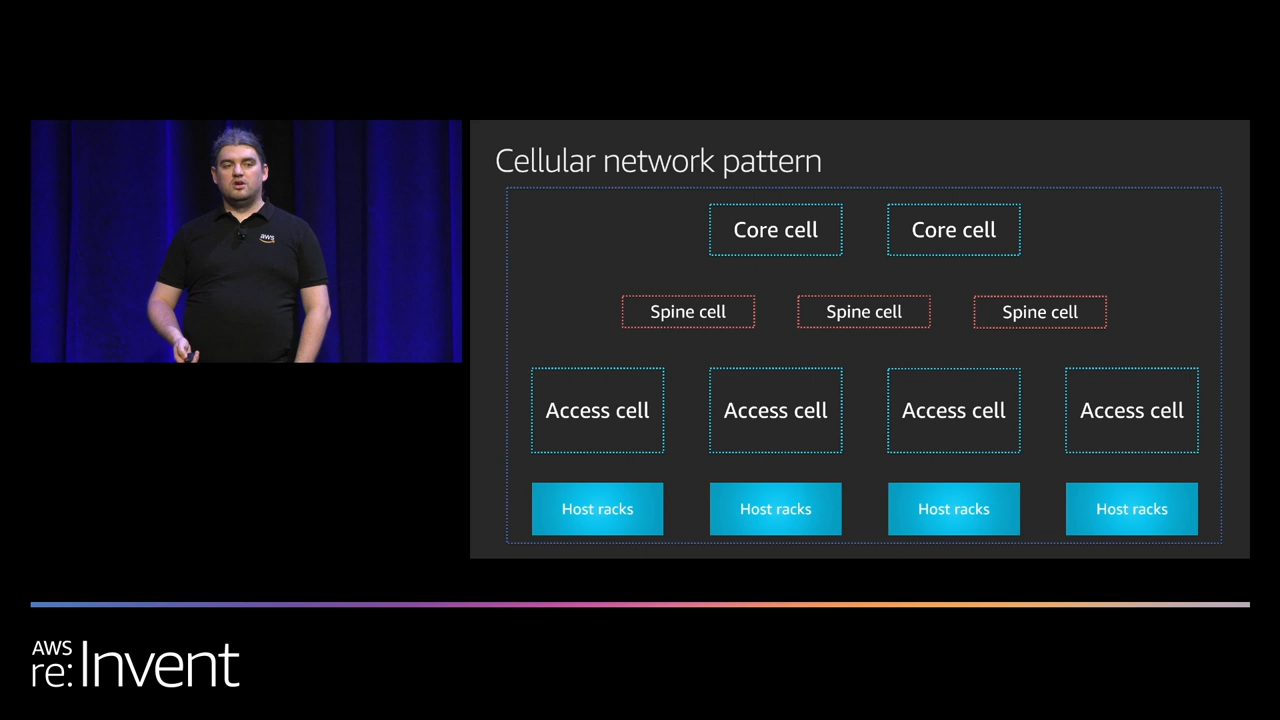 aws
Cellular network pattern
Core cell
Core cell
Spine cell
Spine cell
Spine cell
Access cell
Access cell
Access cell
Access cell
Host racks
Host racks
Host racks
Host racks
AWS
re:Invent